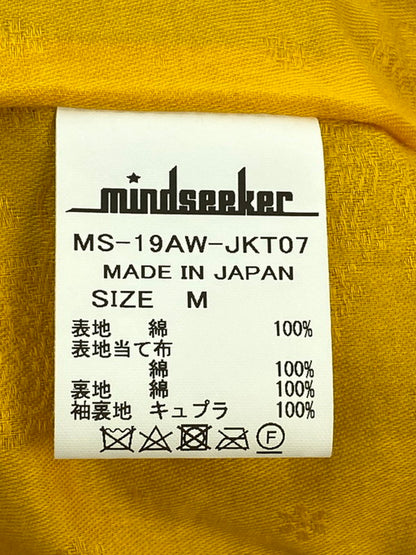 mindseeker
MS-19AW-JKT07
MADE IN JAPAN
SIZE M
表地 綿 100%
表地当て布
綿 100%
裏地 綿 100%
袖裏地 キュプラ 100%
F